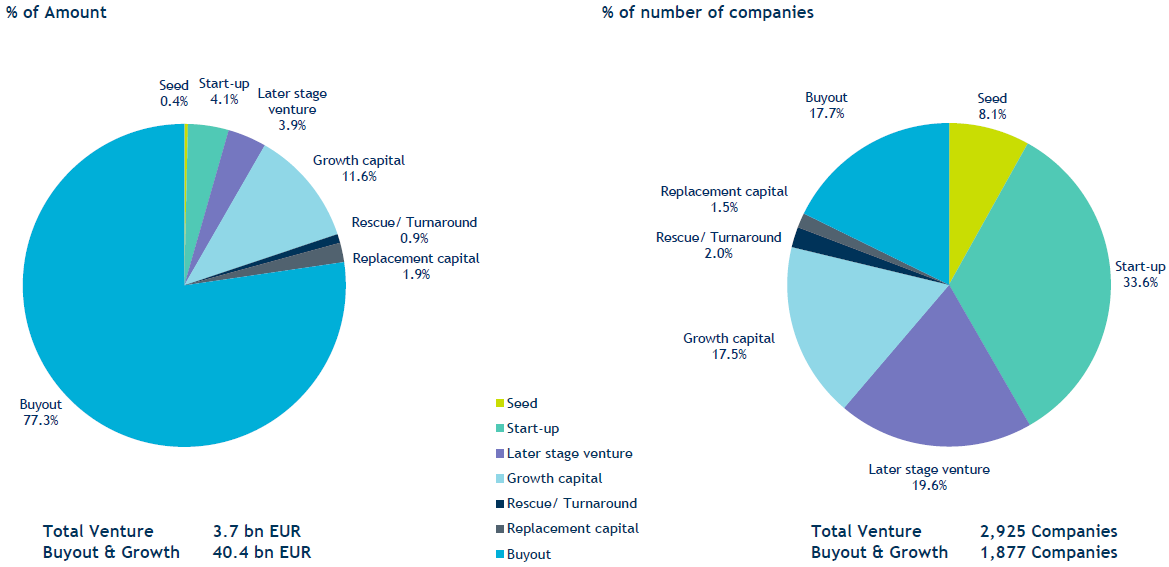 % of Amount
Seed
0.4%
Start-up
4.1%
Later stage
venture
3.9%
Growth capital
11.6%
Rescue/ Turnaround
0.9%
Replacement capital
1.9%
Buyout
77.3%
Total Venture 3.7 bn EUR
Buyout & Growth 40.4 bn EUR
Seed
Start-up
Later stage venture
Growth capital
Rescue/ Turnaround
Replacement capital
Buyout
% of number of companies
Buyout
17.7%
Seed
8.1%
Replacement capital
1.5%
Rescue/ Turnaround
2.0%
Start-up
33.6%
Growth capital
17.5%
Later stage venture
19.6%
Total Venture 2,925 Companies
Buyout & Growth 1,877 Companies